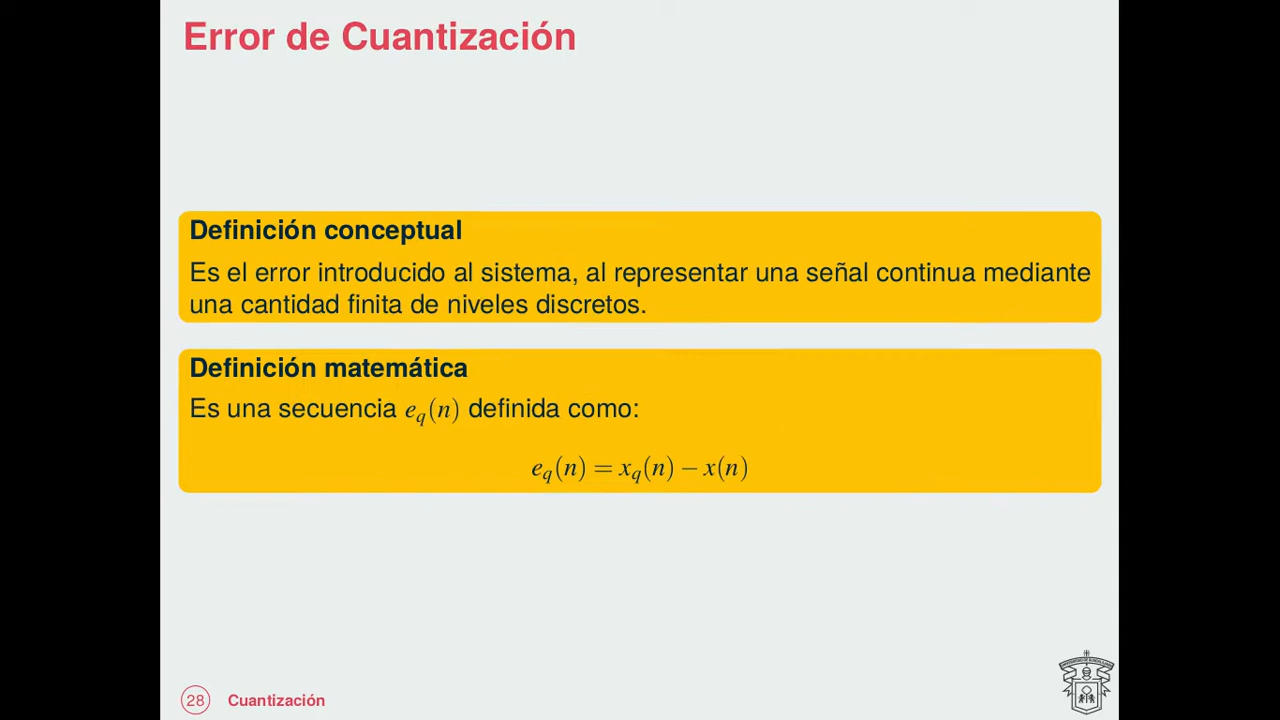 Error de Cuantización
Definición conceptual
Es el error introducido al sistema, al representar una señal continua mediante
una cantidad finita de niveles discretos.
Definición matemática
Es una secuencia e_q(n) definida como:
e_q(n) = x_q(n) − x(n)
28 Cuantización